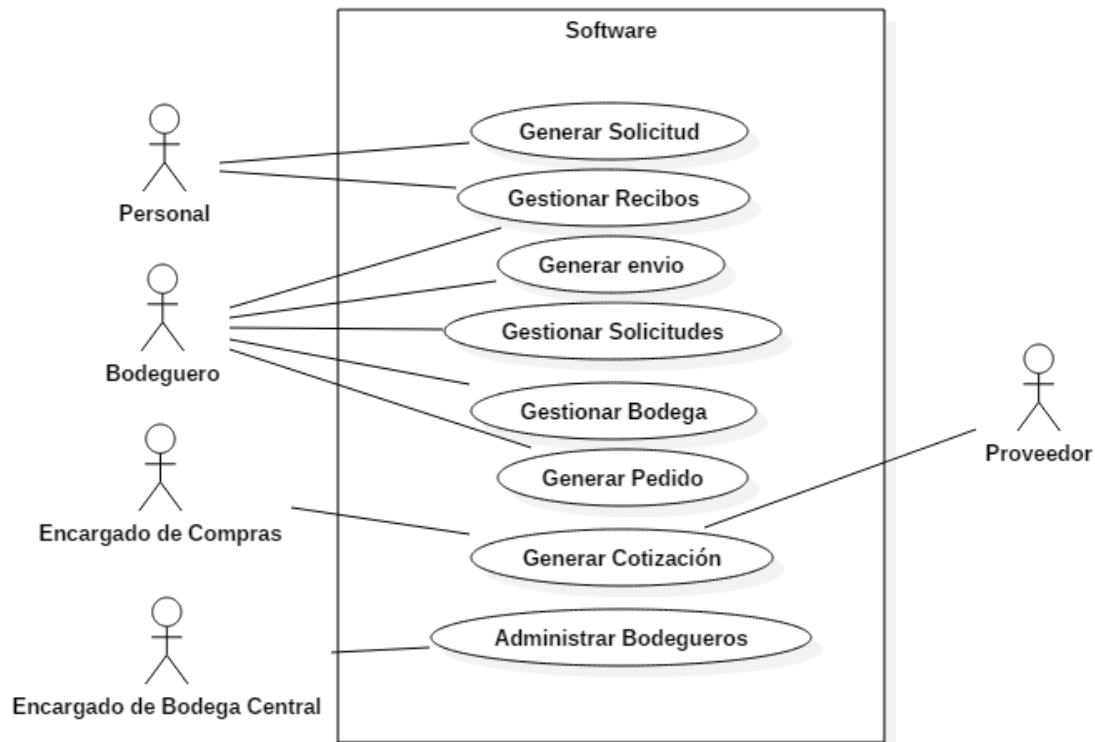 Software
Generar Solicitud
Personal
Gestionar Recibos
Generar envio
Gestionar Solicitudes
Bodeguero
Gestionar Bodega
Proveedor
Generar Pedido
Encargado de Compras
Generar Cotización
Administrar Bodegueros
Encargado de Bodega Central